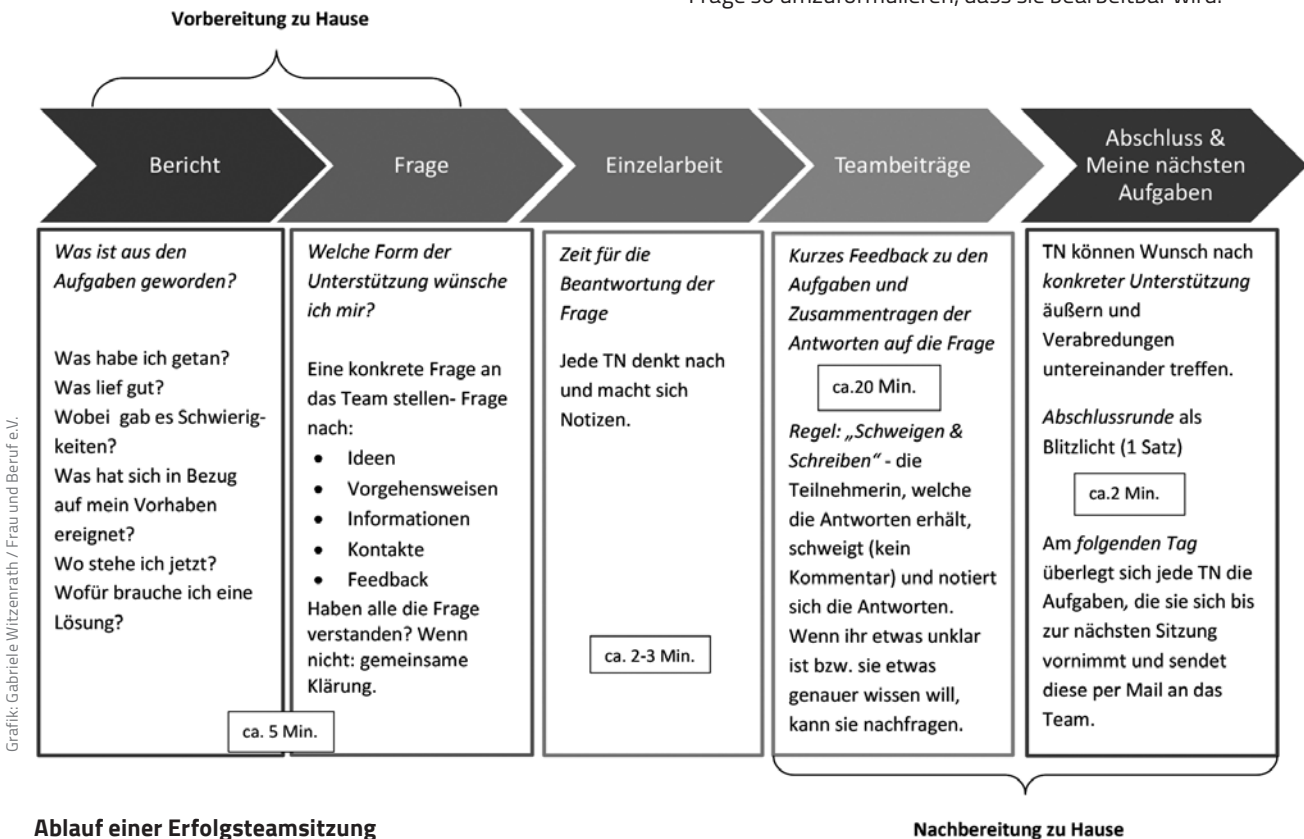 Frage so umzuformulieren, dass sie bearbeitbar wird.
Vorbereitung zu Hause
Bericht
Frage
Einzelarbeit
Teambeiträge
Abschluss &
Meine nächsten
Aufgaben
Was ist aus den
Aufgaben geworden?
Was habe ich getan?
Was lief gut?
Wobei  gab es Schwierig-
keiten?
Was hat sich in Bezug
auf mein Vorhaben
ereignet?
Wo stehe ich jetzt?
Wofür brauche ich eine
Lösung?
ca. 5 Min.
Welche Form der
Unterstützung wünsche
ich mir?
Eine konkrete Frage an
das Team stellen- Frage
nach:
• Ideen
• Vorgehensweisen
• Informationen
• Kontakte
• Feedback
Haben alle die Frage
verstanden? Wenn
nicht: gemeinsame
Klärung.
Zeit für die
Beantwortung der
Frage
Jede TN denkt nach
und macht sich
Notizen.
ca. 2-3 Min.
Kurzes Feedback zu den
Aufgaben und
Zusammentragen der
Antworten auf die Frage
ca.20 Min.
Regel: „Schweigen &
Schreiben“ - die
Teilnehmerin, welche
die Antworten erhält,
schweigt (kein
Kommentar) und notiert
sich die Antworten.
Wenn ihr etwas unklar
ist bzw. sie etwas
genauer wissen will,
kann sie nachfragen.
TN können Wunsch nach
konkreter Unterstützung
äußern und
Verabredungen
untereinander treffen.
Abschlussrunde als
Blitzlicht (1 Satz)
ca.2 Min.
Am folgenden Tag
überlegt sich jede TN die
Aufgaben, die sie sich bis
zur nächsten Sitzung
vornimmt und sendet
diese per Mail an das
Team.
Nachbereitung zu Hause
Grafik: Gabriele Witzenrath / Frau und Beruf e.V.
Ablauf einer Erfolgsteamsitzung